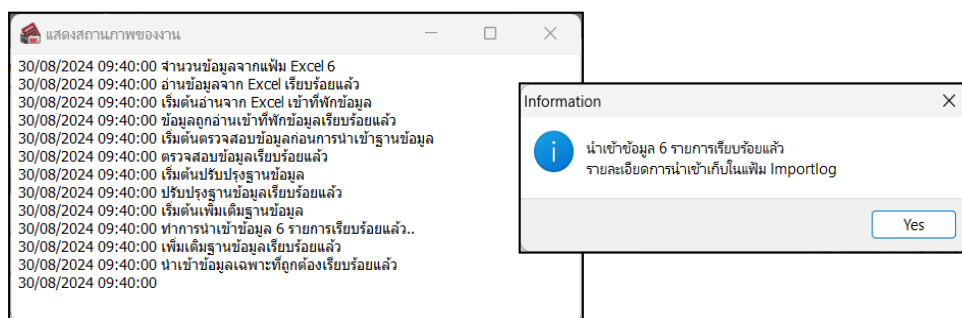 แสดงสถานภาพของงาน
30/08/2024 09:40:00 จำนวนข้อมูลจากแฟ้ม Excel 6
30/08/2024 09:40:00 อ่านข้อมูลจาก Excel เรียบร้อยแล้ว
30/08/2024 09:40:00 เริ่มต้นอ่านจาก Excel เข้าที่พักข้อมูล
30/08/2024 09:40:00 ข้อมูลถูกอ่านเข้าที่พักข้อมูลเรียบร้อยแล้ว
30/08/2024 09:40:00 เริ่มต้นตรวจสอบข้อมูลก่อนการนำเข้าฐานข้อมูล
30/08/2024 09:40:00 ตรวจสอบข้อมูลเรียบร้อยแล้ว
30/08/2024 09:40:00 เริ่มต้นปรับปรุงฐานข้อมูล
30/08/2024 09:40:00 ปรับปรุงฐานข้อมูลเรียบร้อยแล้ว
30/08/2024 09:40:00 เริ่มต้นเพิ่มเติมฐานข้อมูล
30/08/2024 09:40:00 ทำการนำเข้าข้อมูล 6 รายการเรียบร้อยแล้ว..
30/08/2024 09:40:00 เพิ่มเติมฐานข้อมูลเรียบร้อยแล้ว
30/08/2024 09:40:00 นำเข้าข้อมูลเฉพาะที่ถูกต้องเรียบร้อยแล้ว
30/08/2024 09:40:00
Information
นำเข้าข้อมูล 6 รายการเรียบร้อยแล้ว
รายละเอียดการนำเข้าเก็บในแฟ้ม Importlog
Yes